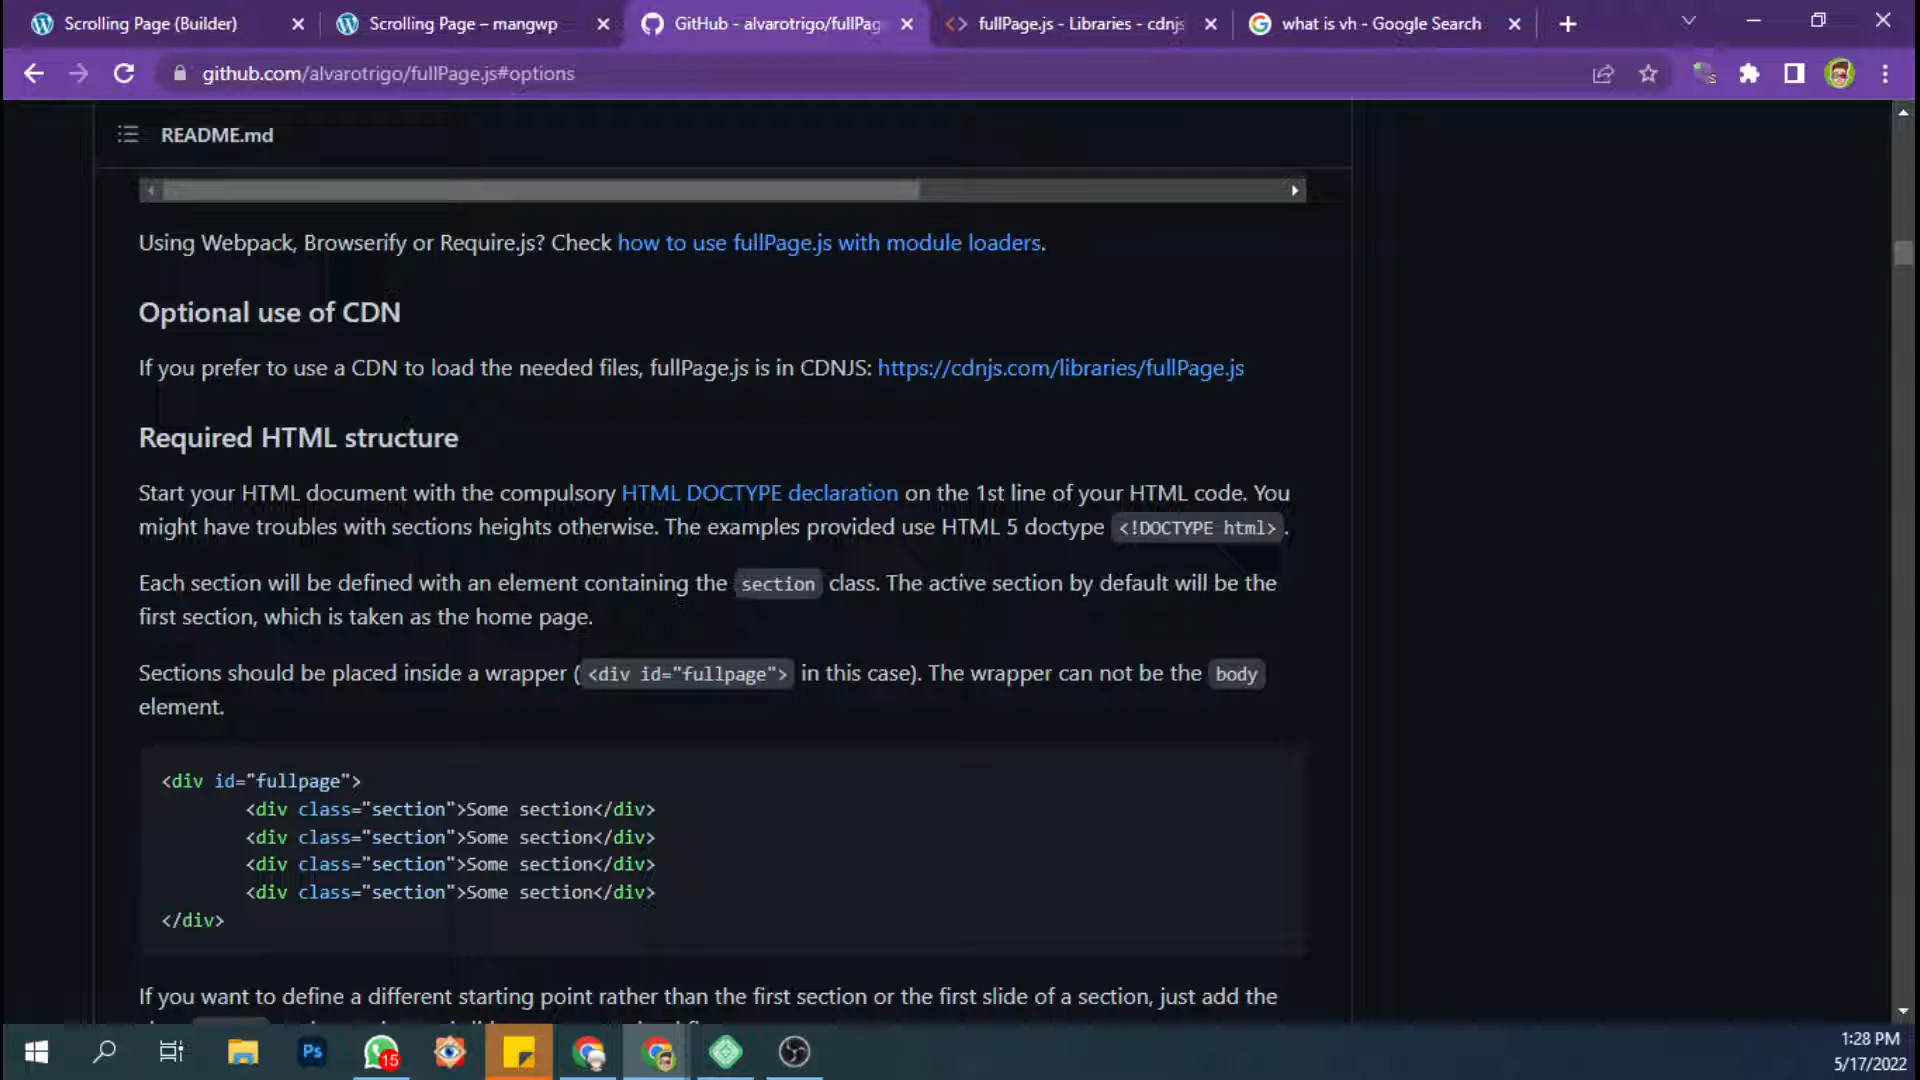 Scrolling Page (Builder)
Scrolling Page – mangwp
GitHub - alvarotrigo/fullPag
fullPage.js - Libraries - cdnjs
what is vh - Google Search
github.com/alvarotrigo/fullPage.js#options
README.md
Using Webpack, Browserify or Require.js? Check how to use fullPage.js with module loaders.
Optional use of CDN
If you prefer to use a CDN to load the needed files, fullPage.js is in CDNJS: https://cdnjs.com/libraries/fullPage.js
Required HTML structure
Start your HTML document with the compulsory HTML DOCTYPE declaration on the 1st line of your HTML code. You
might have troubles with sections heights otherwise. The examples provided use HTML 5 doctype <!DOCTYPE html>.
Each section will be defined with an element containing the section class. The active section by default will be the
first section, which is taken as the home page.
Sections should be placed inside a wrapper (<div id="fullpage"> in this case). The wrapper can not be the body
element.
<div id="fullpage">
<div class="section">Some section</div>
<div class="section">Some section</div>
<div class="section">Some section</div>
<div class="section">Some section</div>
</div>
If you want to define a different starting point rather than the first section or the first slide of a section, just add the
Ps
15
1:28 PM
5/17/2022